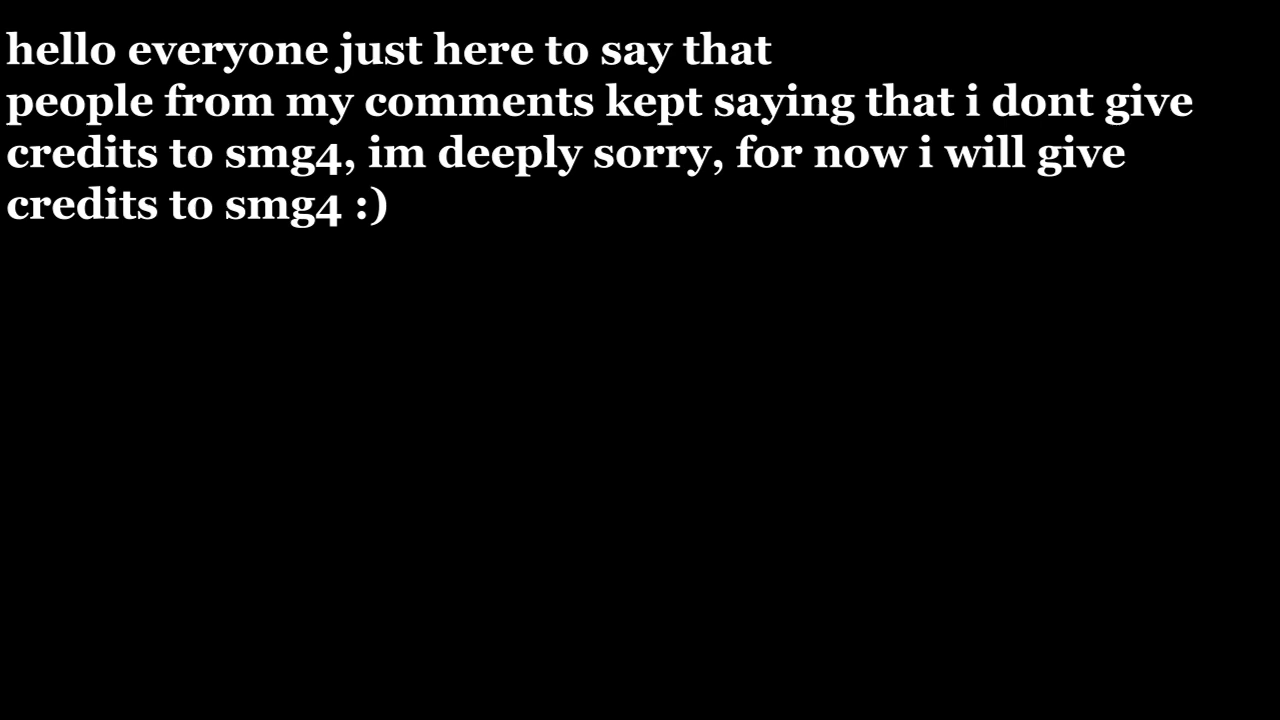 hello everyone just here to say that
people from my comments kept saying that i dont give
credits to smg4, im deeply sorry, for now i will give
credits to smg4 :)